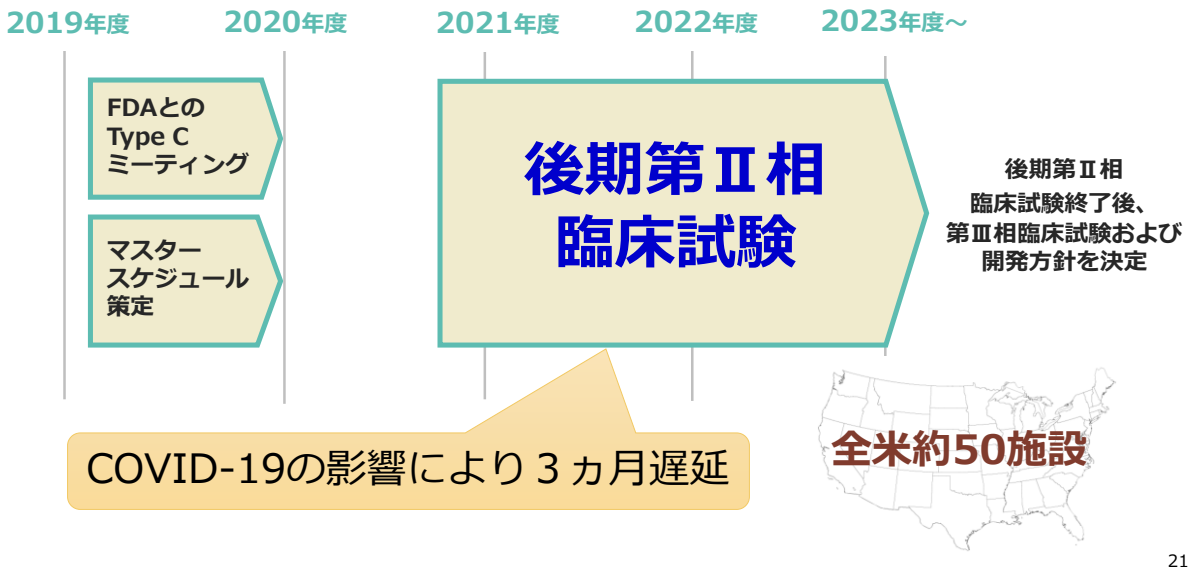 2019年度
2020年度
2021年度
2022年度
2023年度～
FDAとの
Type C
ミーティング
マスター
スケジュール
策定
後期第Ⅱ相
臨床試験
後期第Ⅱ相
臨床試験終了後、
第Ⅲ相臨床試験および
開発方針を決定
COVID-19の影響により３ヵ月遅延
全米約50施設
21